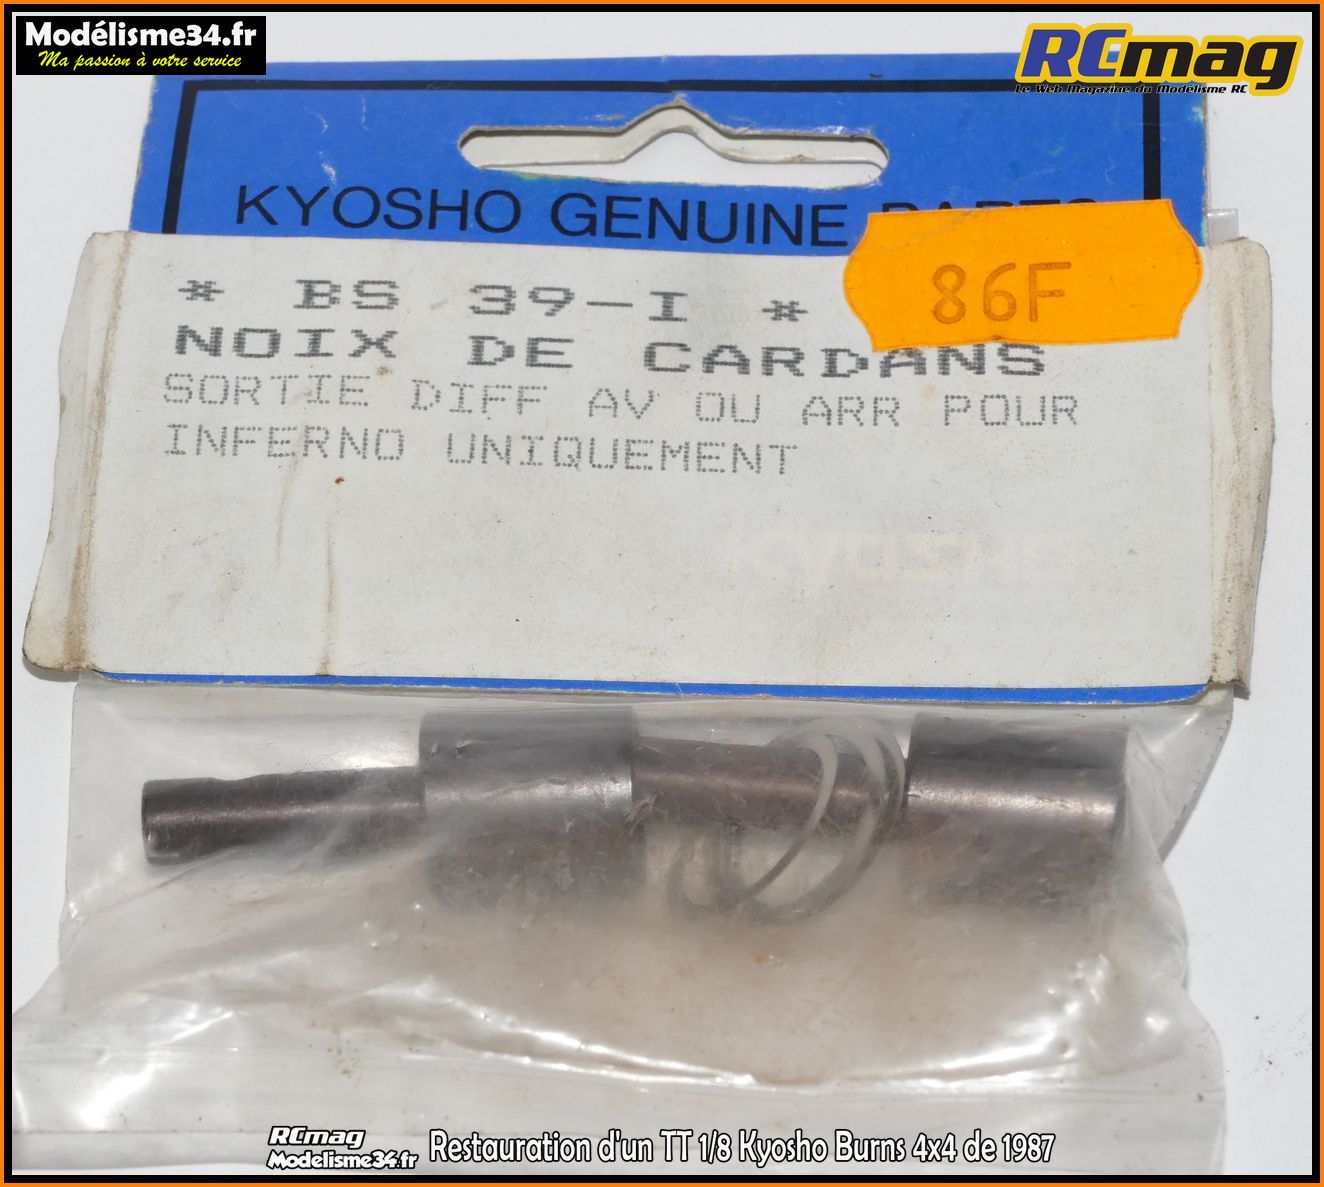 Modélisme34.fr
Ma passion à votre service
RCmag
Le Web Magazine du Modélisme RC
KYOSHO GENUINE PARTS
86F
* BS 39-I *
NOIX DE CARDANS
SORTIE DIFF AV OU ARR POUR
INFERNO UNIQUEMENT
KYOSHO
RCmag
Modelisme34.fr
Restauration d'un TT 1/8 Kyosho Burns 4x4 de 1987